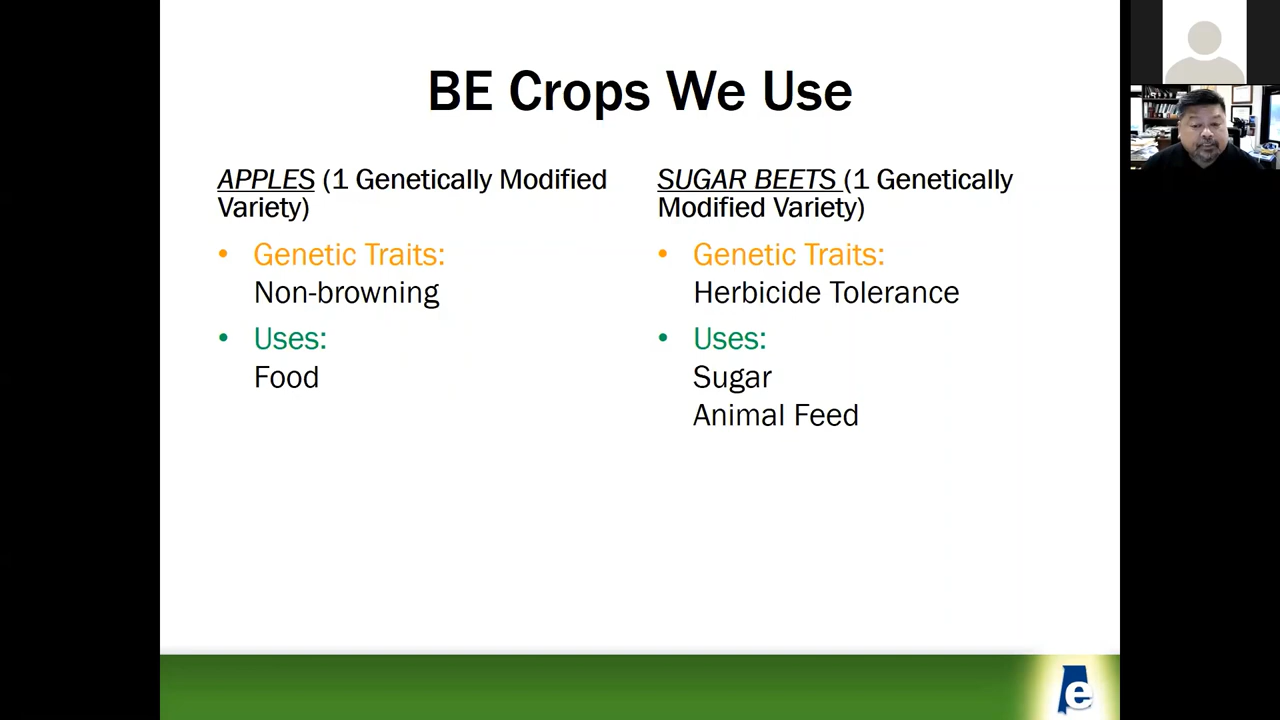 BE Crops We Use
APPLES (1 Genetically Modified
Variety)
• Genetic Traits:
Non-browning
• Uses:
Food
SUGAR BEETS (1 Genetically
Modified Variety)
• Genetic Traits:
Herbicide Tolerance
• Uses:
Sugar
Animal Feed
e